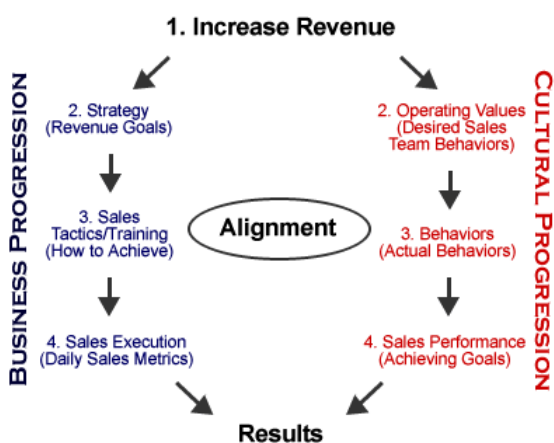 1. Increase Revenue
BUSINESS PROGRESSION
2. Strategy
(Revenue Goals)
3. Sales
Tactics/Training
(How to Achieve)
4. Sales Execution
(Daily Sales Metrics)
Alignment
2. Operating Values
(Desired Sales
Team Behaviors)
3. Behaviors
(Actual Behaviors)
4. Sales Performance
(Achieving Goals)
CULTURAL PROGRESSION
Results